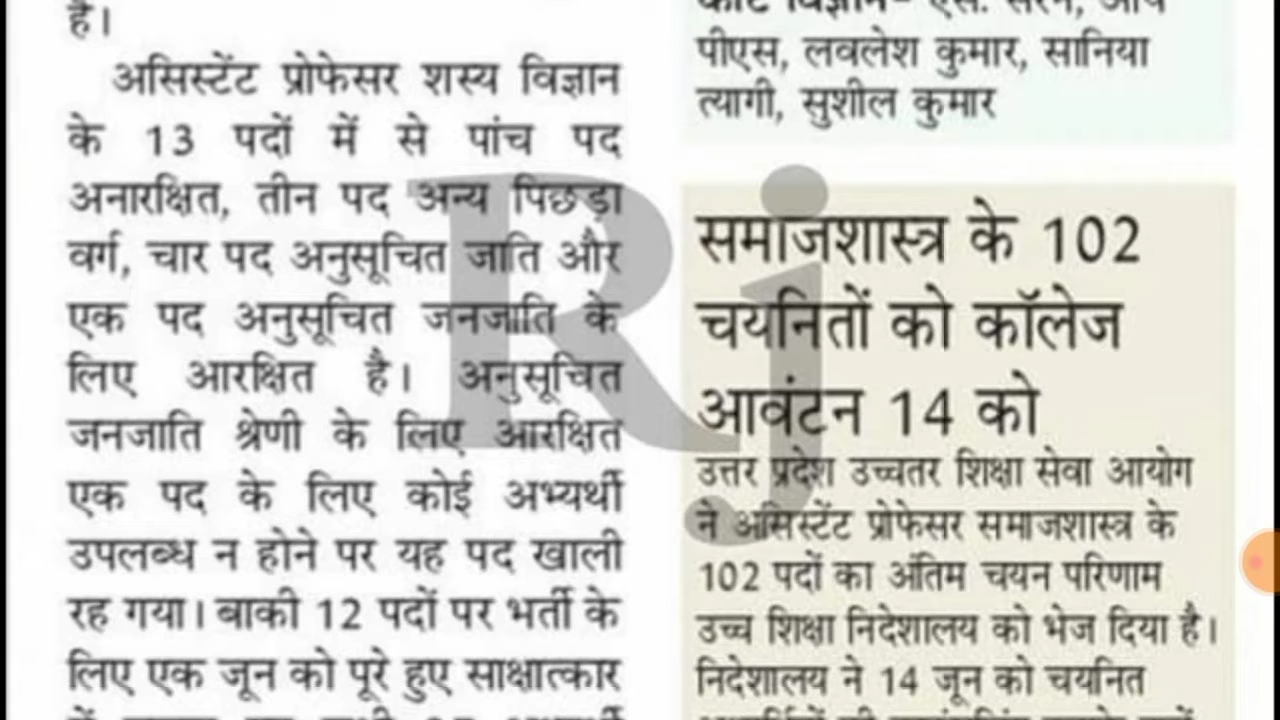 है।
असिस्टेंट प्रोफेसर शस्य विज्ञान
के 13 पदों में से पांच पद
अनारक्षित, तीन पद अन्य पिछड़ा
वर्ग, चार पद अनुसूचित जाति और
एक पद अनुसूचित जनजाति के
लिए आरक्षित है। अनुसूचित
जनजाति श्रेणी के लिए आरक्षित
एक पद के लिए कोई अभ्यर्थी
उपलब्ध न होने पर यह पद खाली
रह गया। बाकी 12 पदों पर भर्ती के
लिए एक जून को पूरे हुए साक्षात्कार
पीएस, लवलेश कुमार, सानिया
त्यागी, सुशील कुमार
समाजशास्त्र के 102
चयनितों को कॉलेज
आवंटन 14 को
उत्तर प्रदेश उच्चतर शिक्षा सेवा आयोग
ने असिस्टेंट प्रोफेसर समाजशास्त्र के
102 पदों का अंतिम चयन परिणाम
उच्च शिक्षा निदेशालय को भेज दिया है।
निदेशालय ने 14 जून को चयनित
Rj